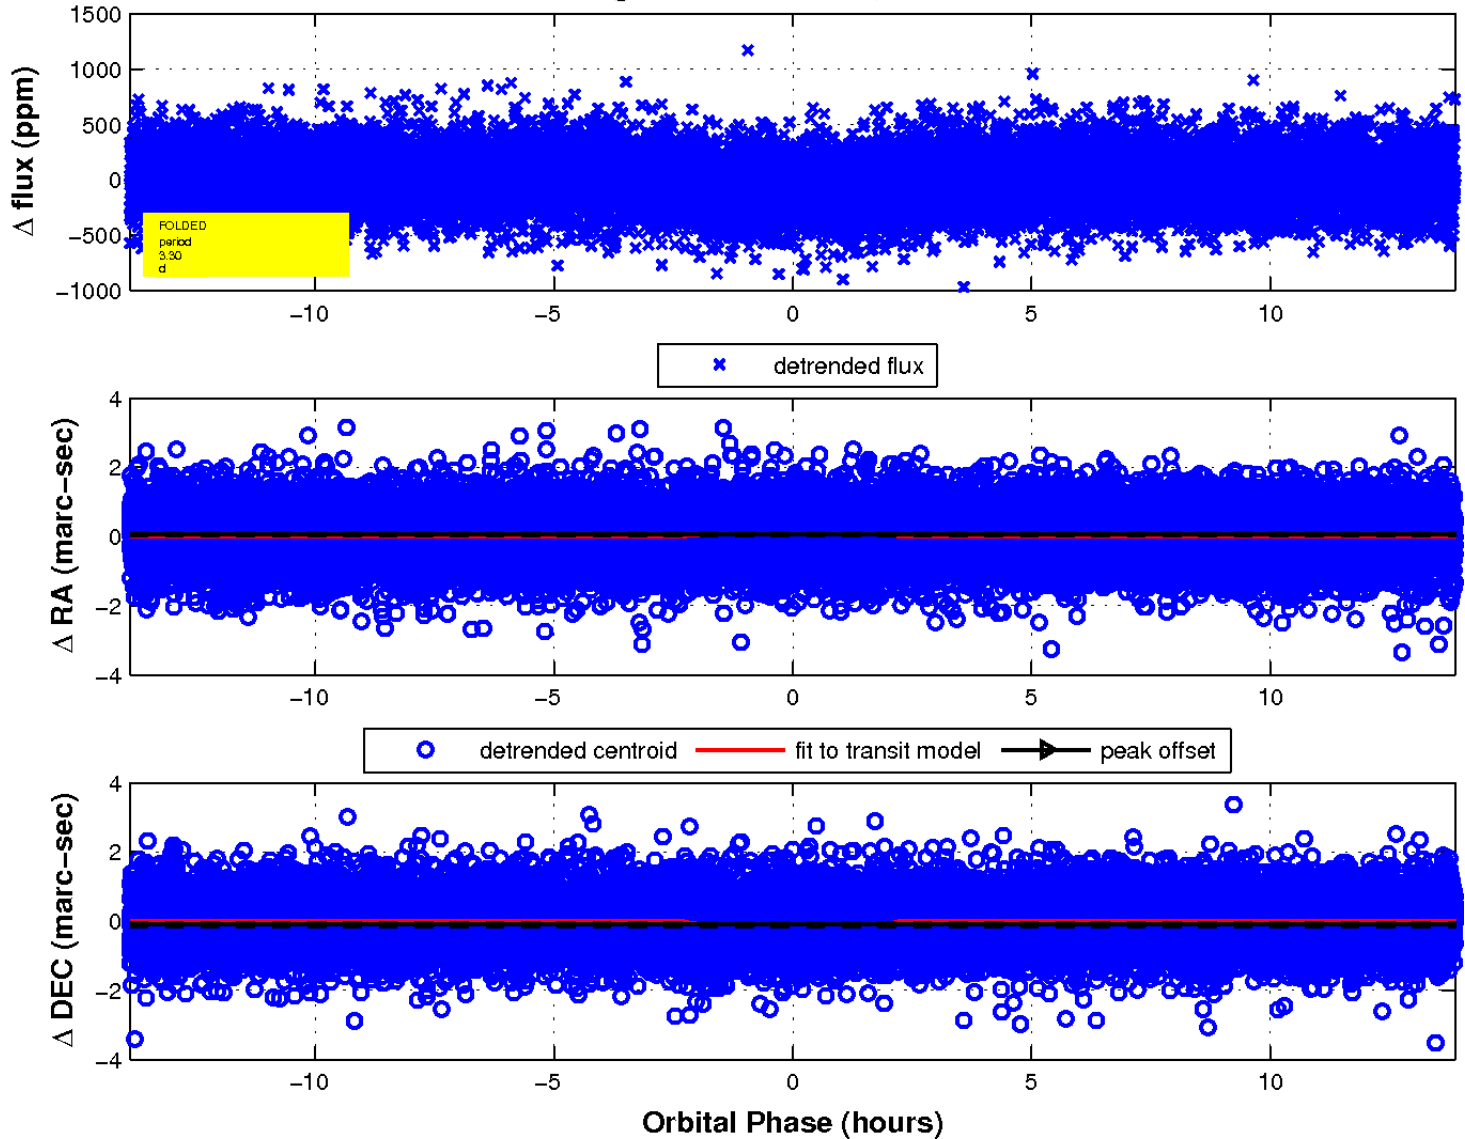 1500
1000
500
0
−500
−1000
Δ flux (ppm)
FOLDED
period
3.30
d
−10 −5 0 5 10
detrended flux
4
2
0
−2
−4
Δ RA (marc−sec)
−10 −5 0 5 10
detrended centroid fit to transit model peak offset
4
2
0
−2
−4
Δ DEC (marc−sec)
−10 −5 0 5 10
Orbital Phase (hours)